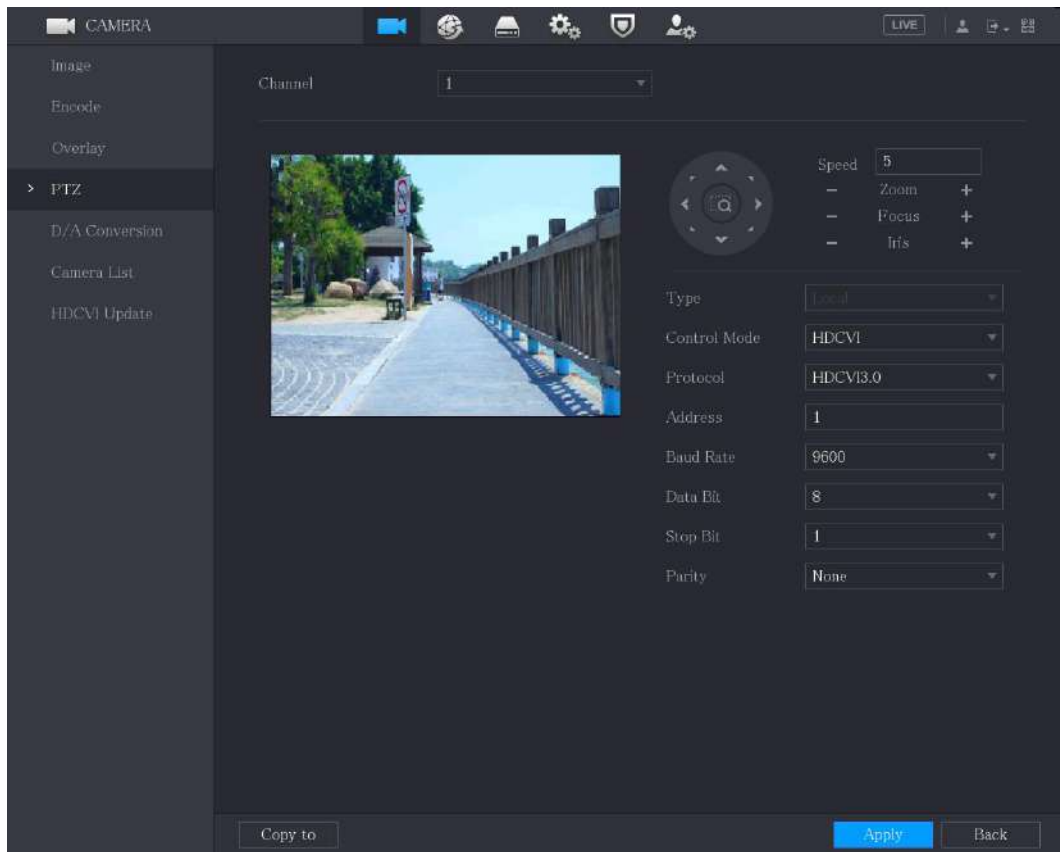 CAMERA
LIVE
Image
Encode
Overlay
PTZ
D/A Conversion
Camera List
HDCVI Update
Channel 1
Speed 5
- Zoom +
- Focus +
- Iris +
Type Local
Control Mode HDCVI
Protocol HDCVI3.0
Address 1
Baud Rate 9600
Data Bit 8
Stop Bit 1
Parity None
Copy to
Apply
Back